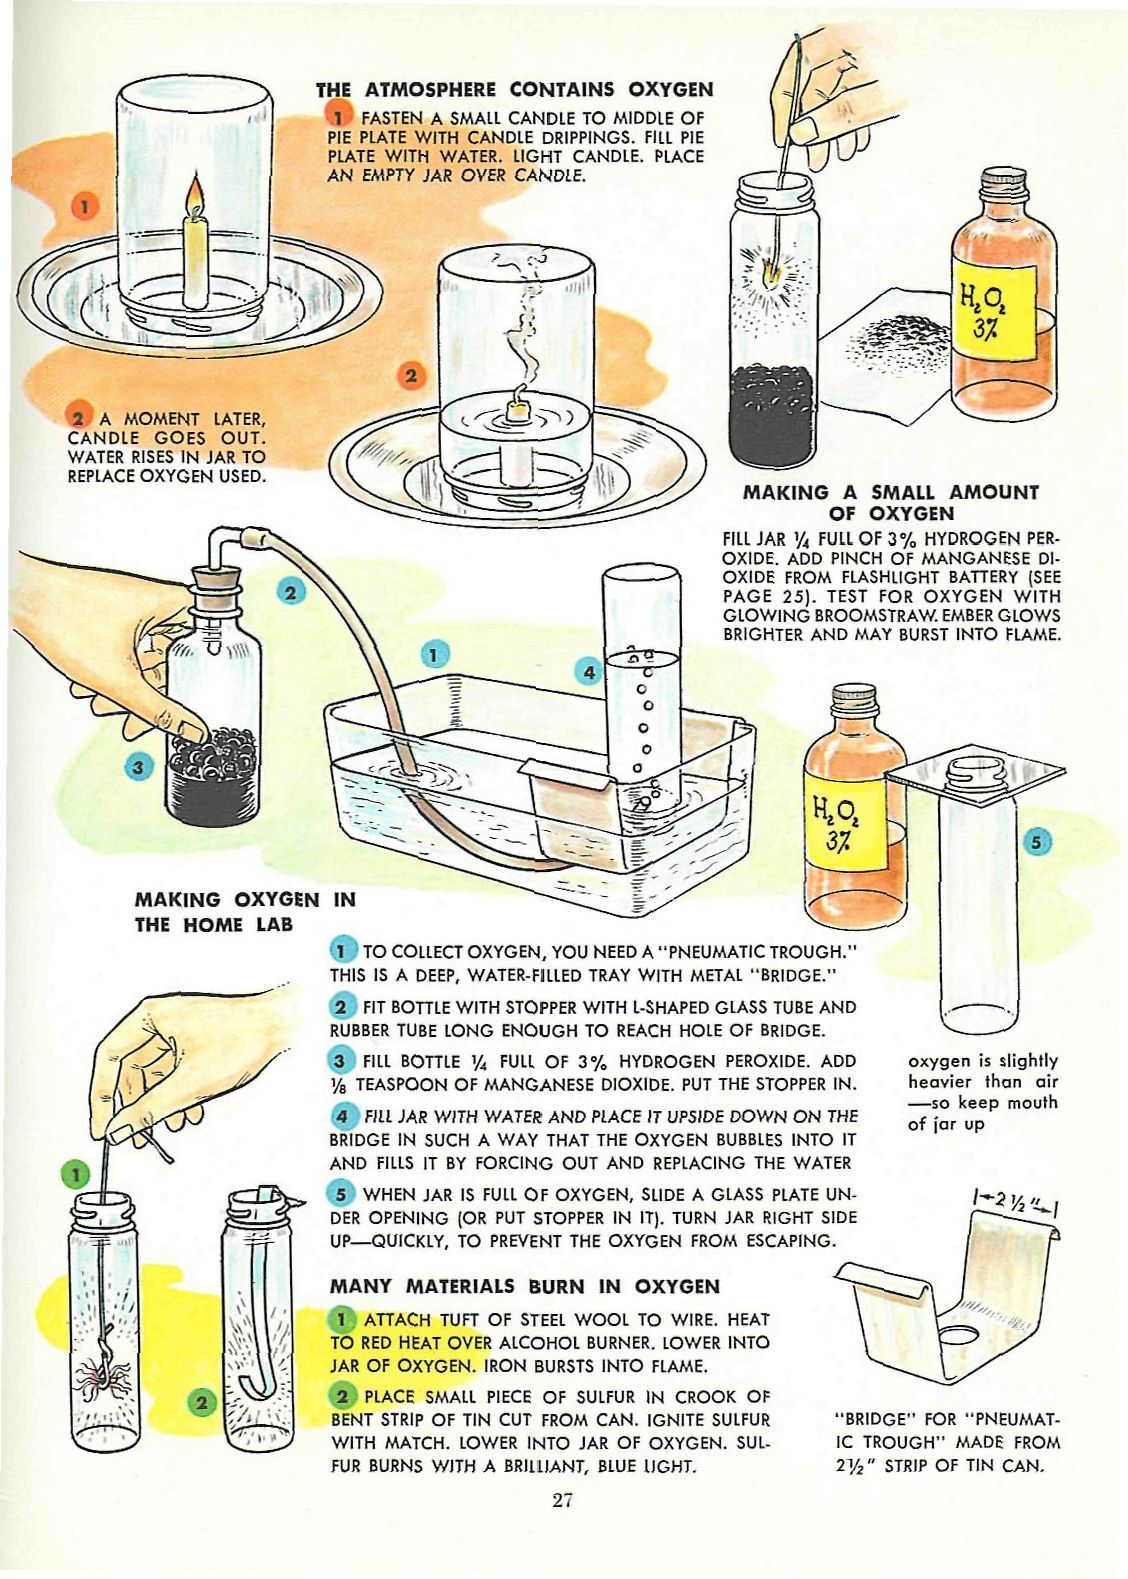 THE ATMOSPHERE CONTAINS OXYGEN
1 FASTEN A SMALL CANDLE TO MIDDLE OF
PIE PLATE WITH CANDLE DRIPPINGS. FILL PIE
PLATE WITH WATER. LIGHT CANDLE. PLACE
AN EMPTY JAR OVER CANDLE.
1
2
2 A MOMENT LATER,
CANDLE GOES OUT.
WATER RISES IN JAR TO
REPLACE OXYGEN USED.
H2O2
3%
MAKING A SMALL AMOUNT
OF OXYGEN
FILL JAR ¼ FULL OF 3% HYDROGEN PER-
OXIDE. ADD PINCH OF MANGANESE DI-
OXIDE FROM FLASHLIGHT BATTERY (SEE
PAGE 25). TEST FOR OXYGEN WITH
GLOWING BROOMSTRAW. EMBER GLOWS
BRIGHTER AND MAY BURST INTO FLAME.
2
1
4
3
H2O2
3%
5
MAKING OXYGEN IN
THE HOME LAB
1 TO COLLECT OXYGEN, YOU NEED A "PNEUMATIC TROUGH."
THIS IS A DEEP, WATER-FILLED TRAY WITH METAL "BRIDGE."
2 FIT BOTTLE WITH STOPPER WITH L-SHAPED GLASS TUBE AND
RUBBER TUBE LONG ENOUGH TO REACH HOLE OF BRIDGE.
3 FILL BOTTLE ¼ FULL OF 3% HYDROGEN PEROXIDE. ADD
⅛ TEASPOON OF MANGANESE DIOXIDE. PUT THE STOPPER IN.
4 FILL JAR WITH WATER AND PLACE IT UPSIDE DOWN ON THE
BRIDGE IN SUCH A WAY THAT THE OXYGEN BUBBLES INTO IT
AND FILLS IT BY FORCING OUT AND REPLACING THE WATER
5 WHEN JAR IS FULL OF OXYGEN, SLIDE A GLASS PLATE UN-
DER OPENING (OR PUT STOPPER IN IT). TURN JAR RIGHT SIDE
UP—QUICKLY, TO PREVENT THE OXYGEN FROM ESCAPING.
oxygen is slightly
heavier than air
—so keep mouth
of jar up
1
2
MANY MATERIALS BURN IN OXYGEN
1 ATTACH TUFT OF STEEL WOOL TO WIRE. HEAT
TO RED HEAT OVER ALCOHOL BURNER. LOWER INTO
JAR OF OXYGEN. IRON BURSTS INTO FLAME.
2 PLACE SMALL PIECE OF SULFUR IN CROOK OF
BENT STRIP OF TIN CUT FROM CAN. IGNITE SULFUR
WITH MATCH. LOWER INTO JAR OF OXYGEN. SUL-
FUR BURNS WITH A BRILLIANT, BLUE LIGHT.
2½"
"BRIDGE" FOR "PNEUMAT-
IC TROUGH" MADE FROM
2½" STRIP OF TIN CAN.
27